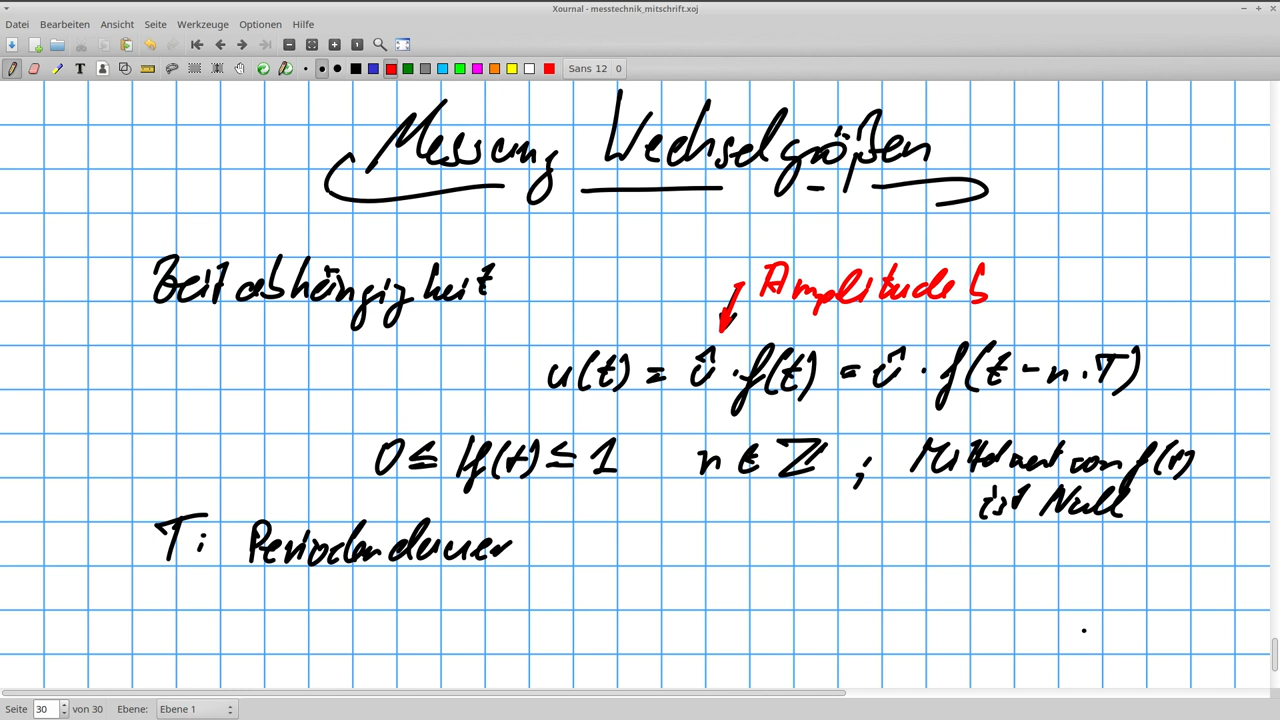 Xournal - messtechnik_mitschrift.xoj
Datei Bearbeiten Ansicht Seite Werkzeuge Optionen Hilfe
Sans 12 0
Messung Wechselgrößen
Zeitabhängigkeit
Amplitude
u(t) = û · f(t) = û · f(t - n · T)
0 ≤ |f(t) ≤ 1 n ∈ ℤ ; Mittelwert von f(t)
ist Null
T: Periodendauer
Seite 30 von 30 Ebene: Ebene 1